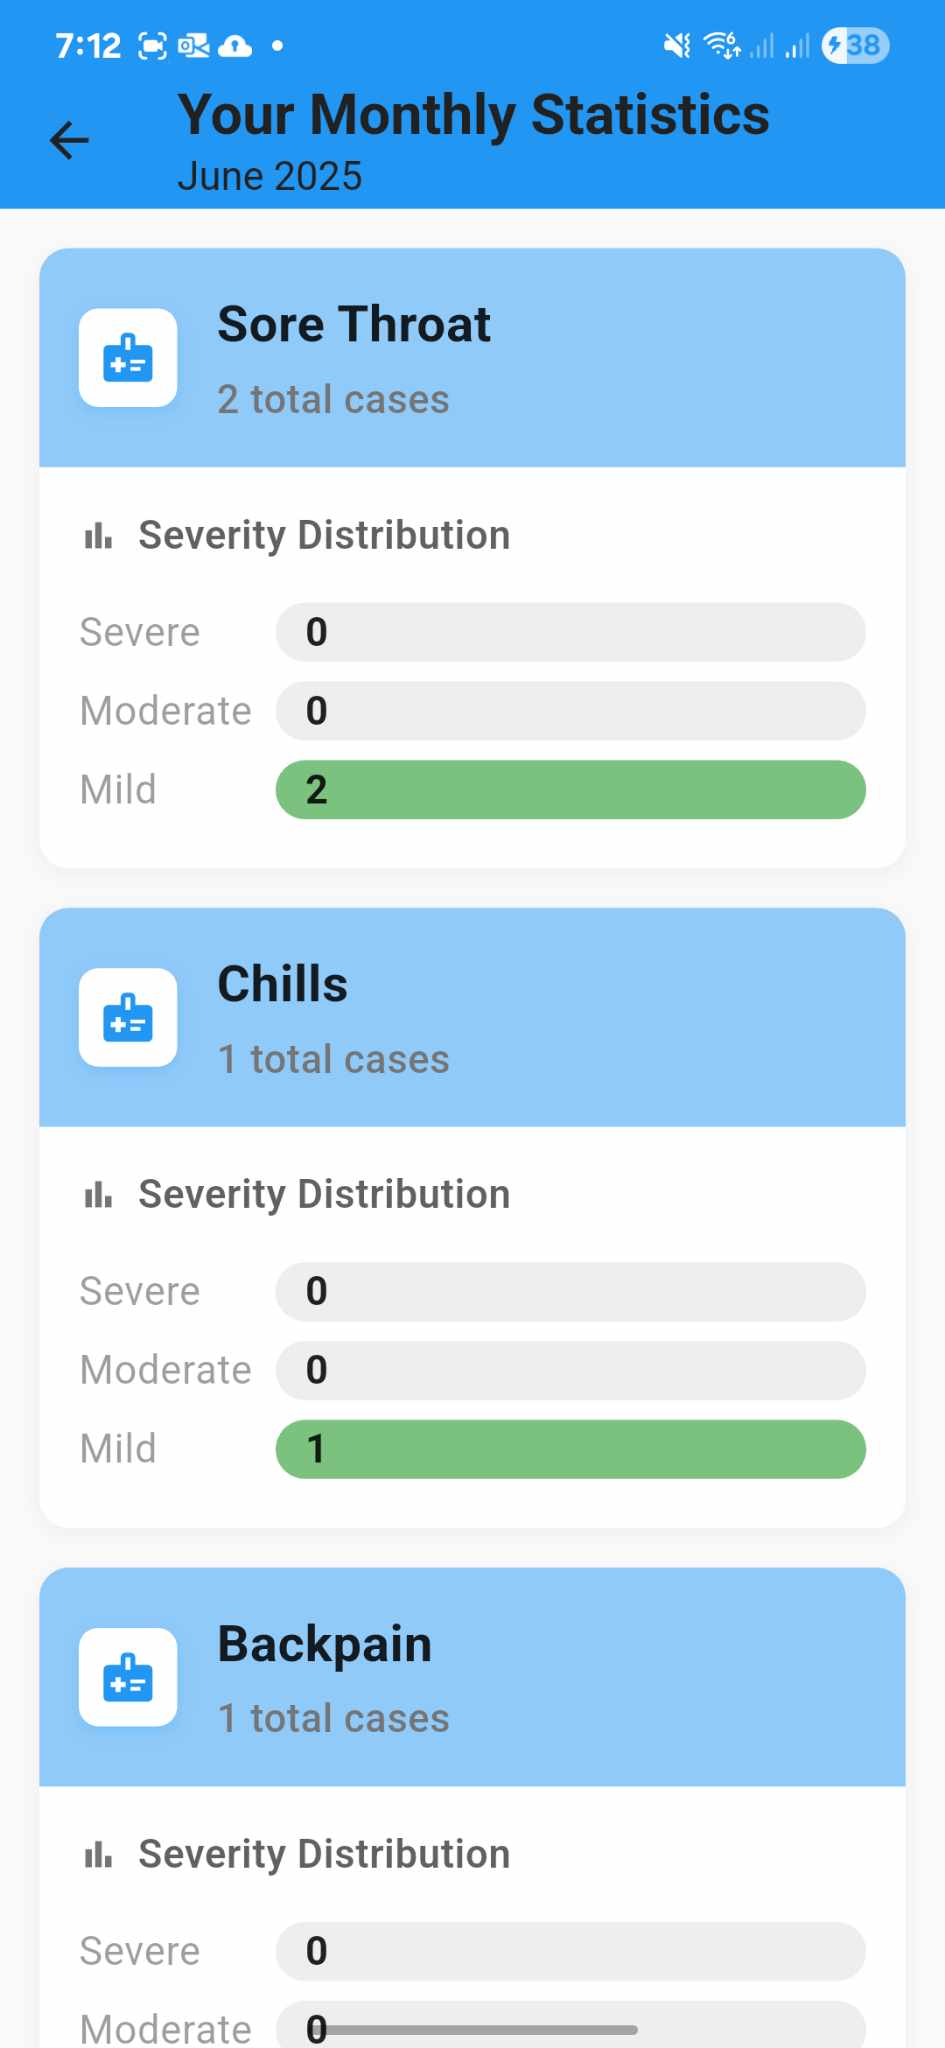 7:12
6
38
Your Monthly Statistics
June 2025
Sore Throat
2 total cases
Severity Distribution
Severe 0
Moderate 0
Mild 2
Chills
1 total cases
Severity Distribution
Severe 0
Moderate 0
Mild 1
Backpain
1 total cases
Severity Distribution
Severe 0
Moderate 0